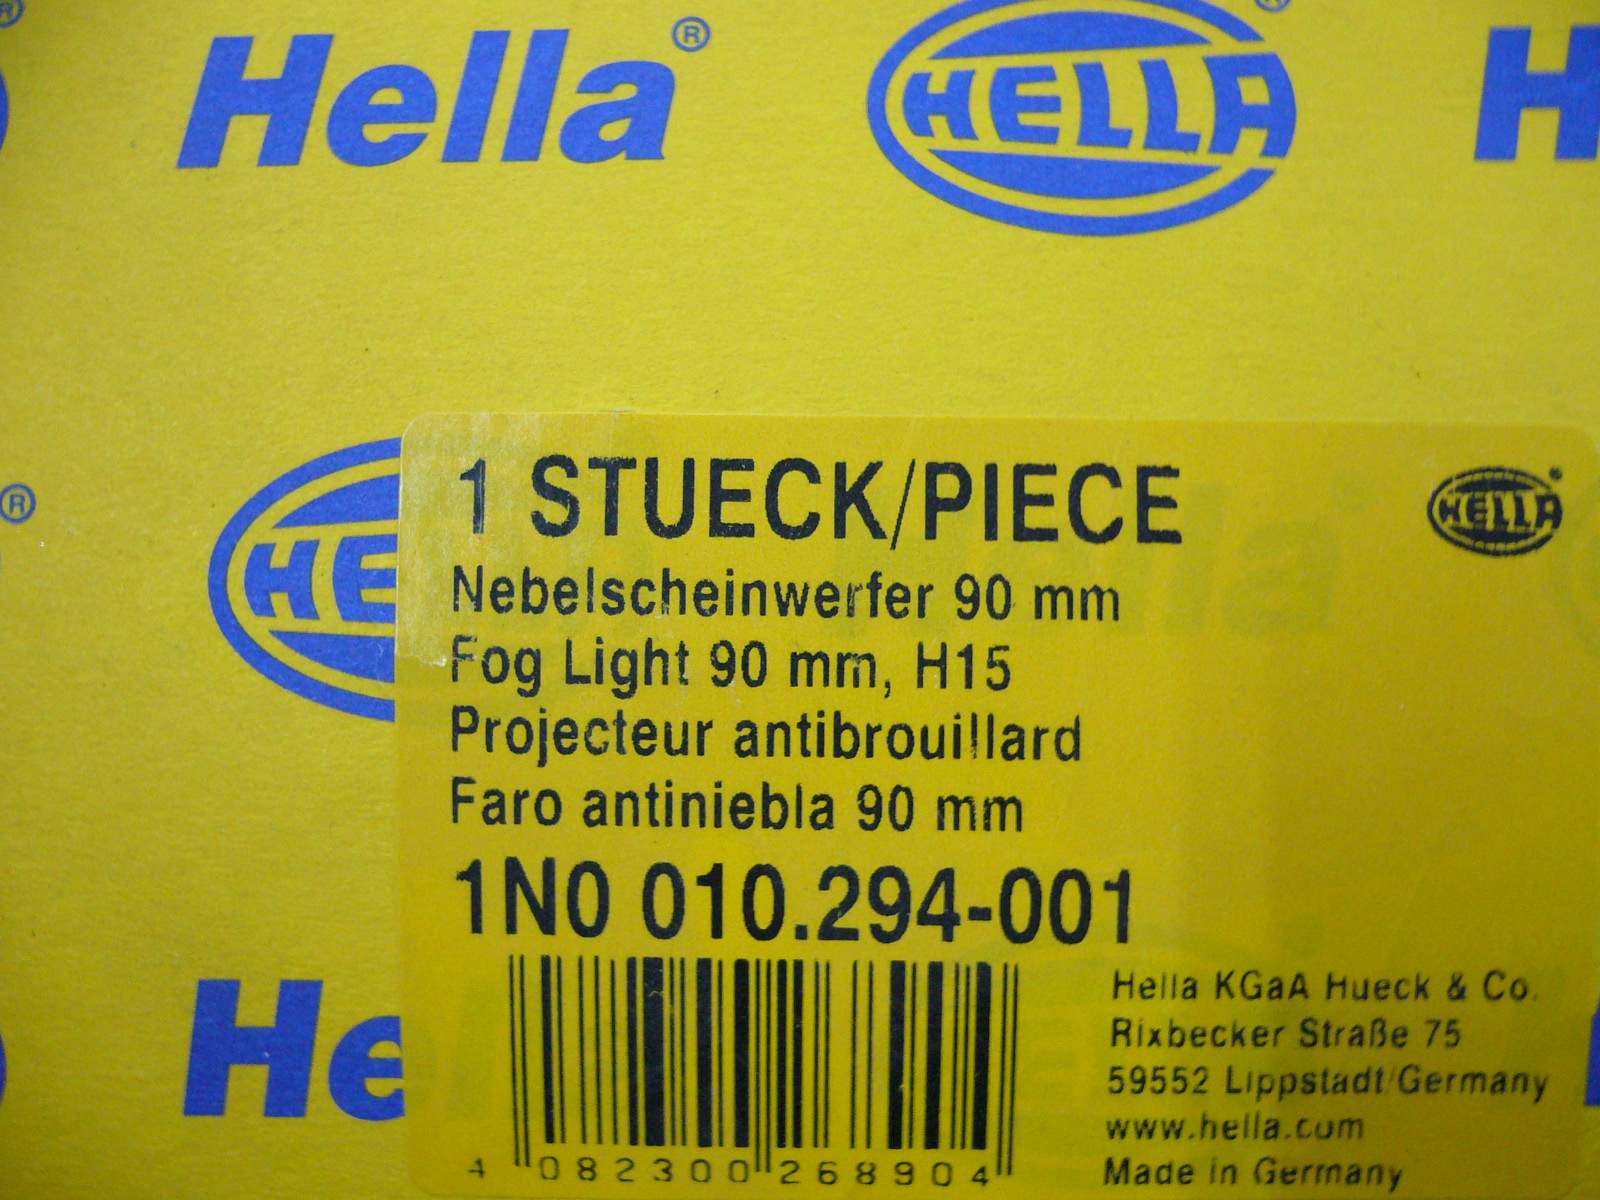 Hella®
HELLA®
H
®
HE
1 STUECK/PIECE
HELLA
Nebelscheinwerfer 90 mm
Fog Light 90 mm, H15
Projecteur antibrouillard
Faro antiniebla 90 mm
1N0 010.294-001
He
4 082300 268904
Hella KGaA Hueck & Co.
Rixbecker Straße 75
59552 Lippstadt/Germany
www.hella.com
Made in Germany